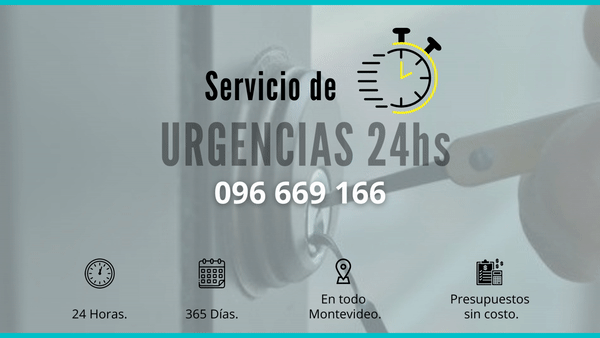 Servicio de
URGENCIAS 24hs
096 669 166
24 Horas.
365 Días.
En todo
Montevideo.
Presupuestos
sin costo.